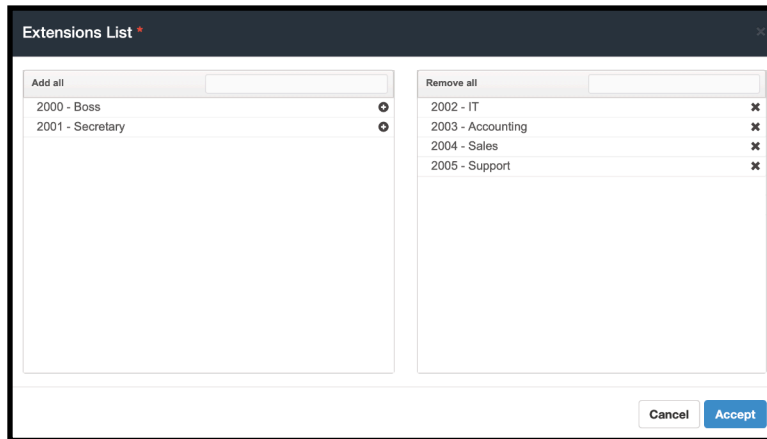 Extensions List *
Add all
2000 - Boss
2001 - Secretary
Remove all
2002 - IT
2003 - Accounting
2004 - Sales
2005 - Support
Cancel
Accept